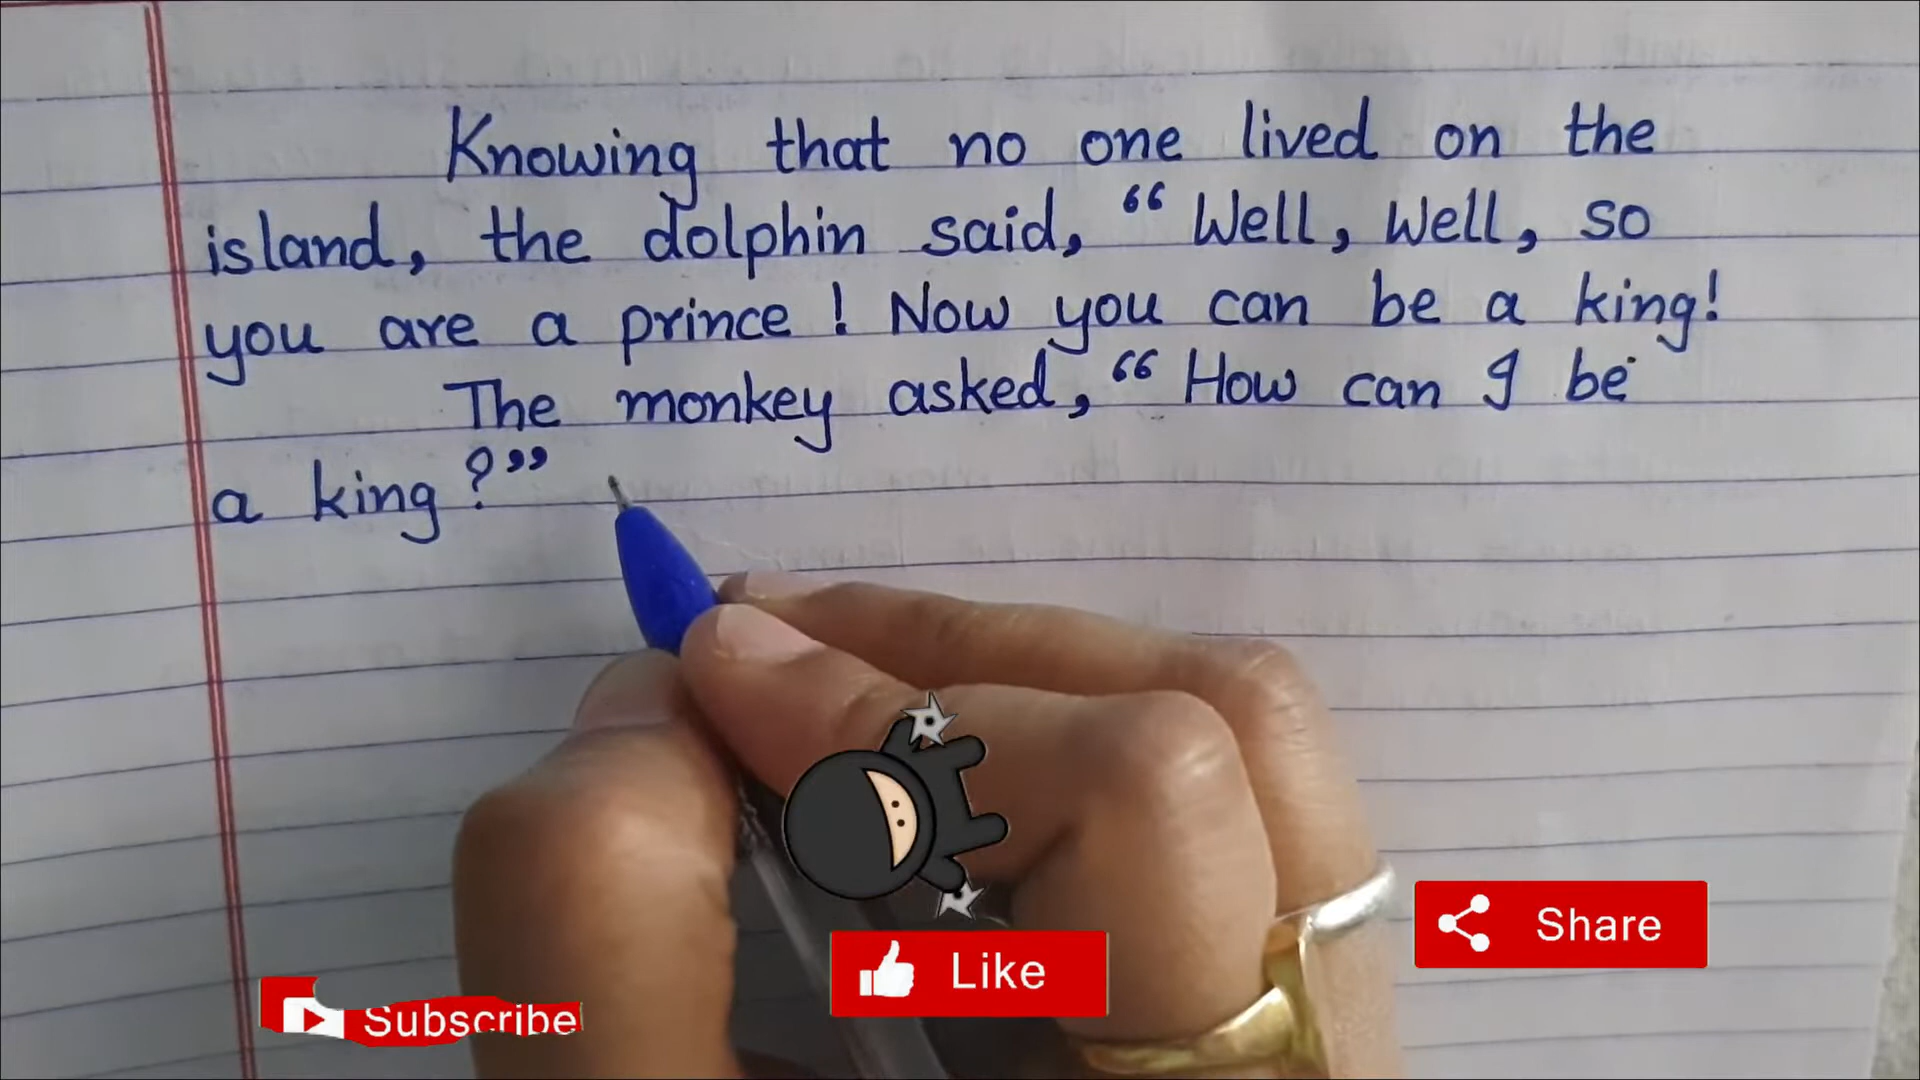 Knowing that no one lived on the
island, the dolphin said, “ Well, Well, so
you are a prince ! Now you can be a king!
The monkey asked, “ How can I be
a king ?”
Share
Like
Subscribe